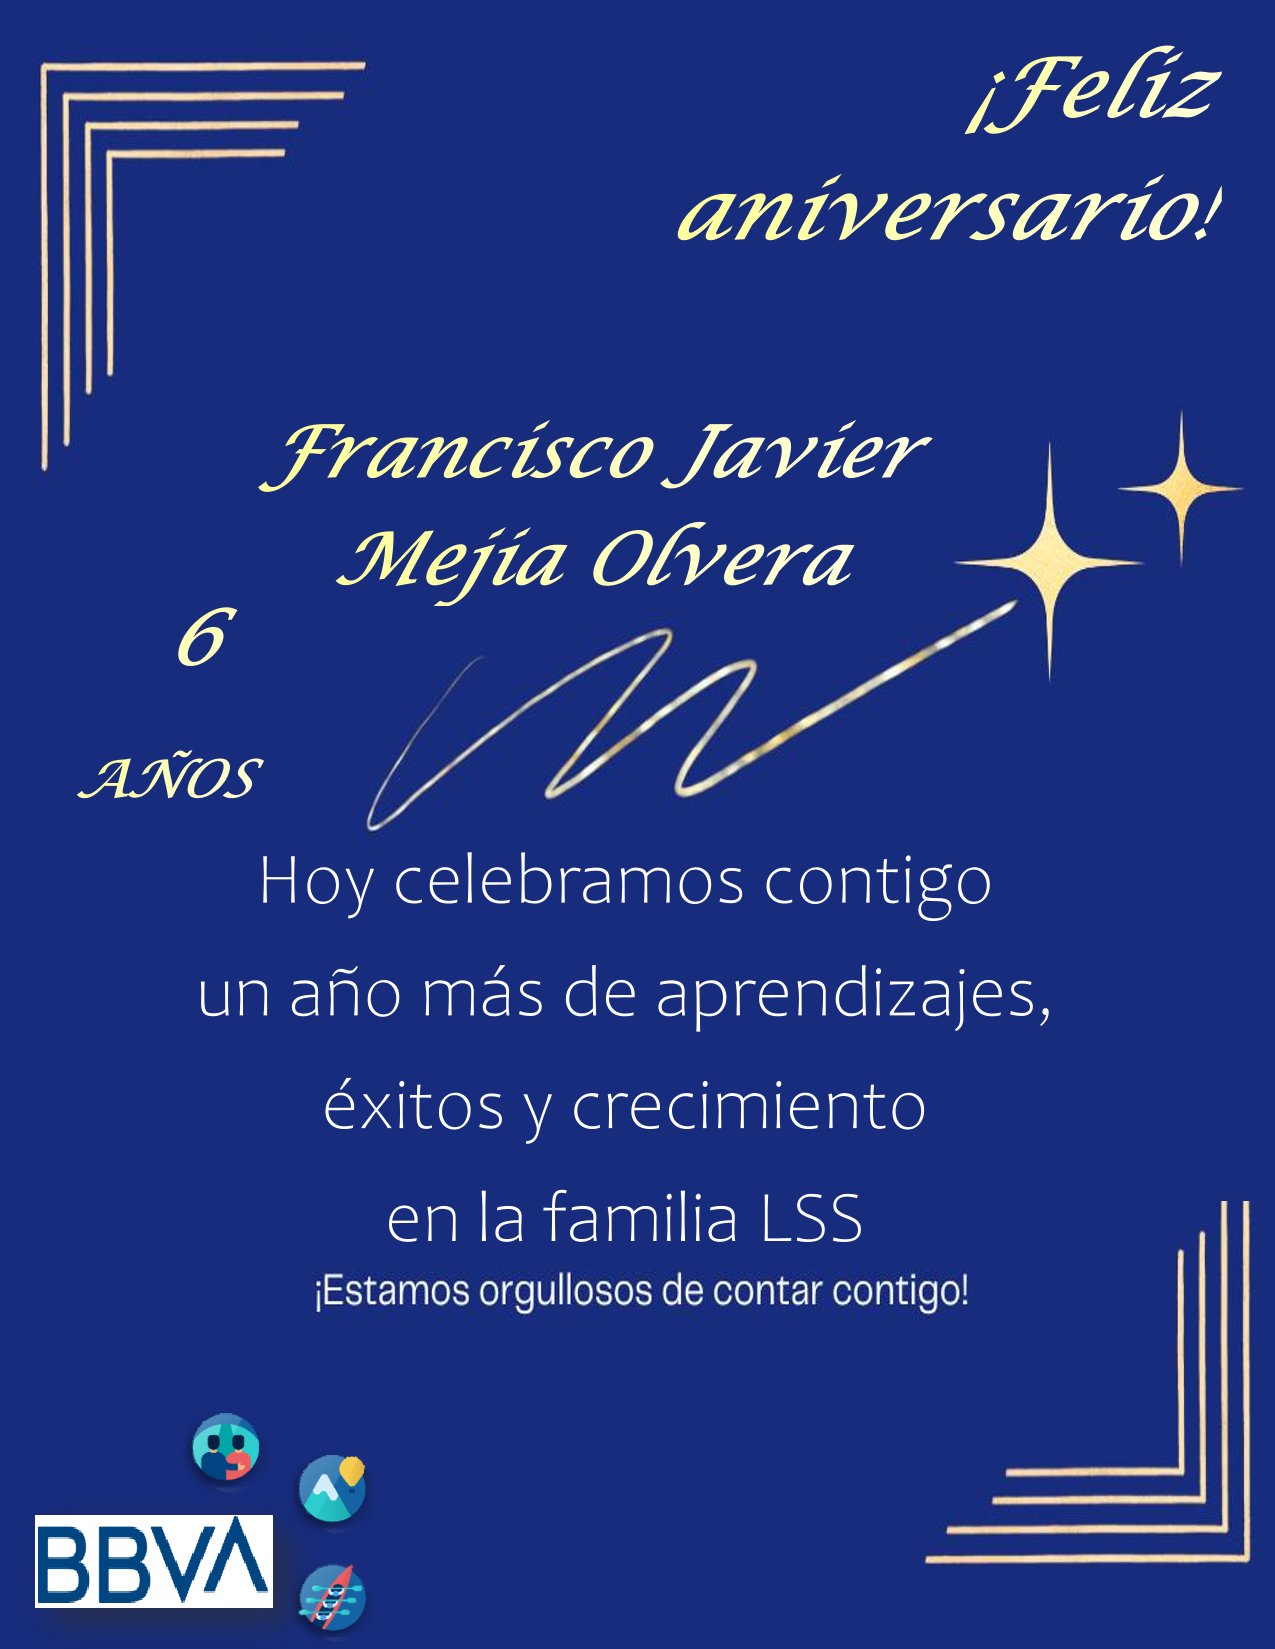 ¡Feliz
aniversario!
Francisco Javier
Mejia Olvera
6
AÑOS
Hoy celebramos contigo
un año más de aprendizajes,
éxitos y crecimiento
en la familia LSS
¡Estamos orgullosos de contar contigo!
BBVA